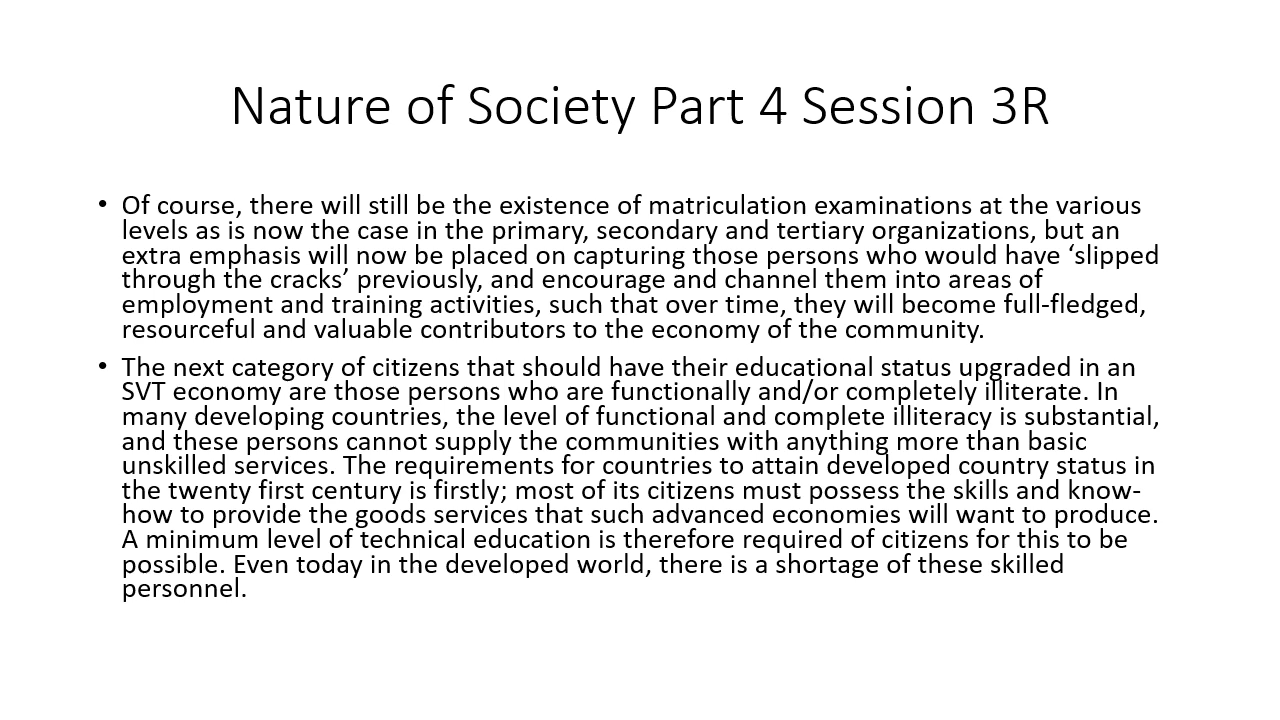 Nature of Society Part 4 Session 3R
• Of course, there will still be the existence of matriculation examinations at the various
levels as is now the case in the primary, secondary and tertiary organizations, but an
extra emphasis will now be placed on capturing those persons who would have ‘slipped
through the cracks’ previously, and encourage and channel them into areas of
employment and training activities, such that over time, they will become full-fledged,
resourceful and valuable contributors to the economy of the community.
• The next category of citizens that should have their educational status upgraded in an
SVT economy are those persons who are functionally and/or completely illiterate. In
many developing countries, the level of functional and complete illiteracy is substantial,
and these persons cannot supply the communities with anything more than basic
unskilled services. The requirements for countries to attain developed country status in
the twenty first century is firstly; most of its citizens must possess the skills and know-
how to provide the goods services that such advanced economies will want to produce.
A minimum level of technical education is therefore required of citizens for this to be
possible. Even today in the developed world, there is a shortage of these skilled
personnel.